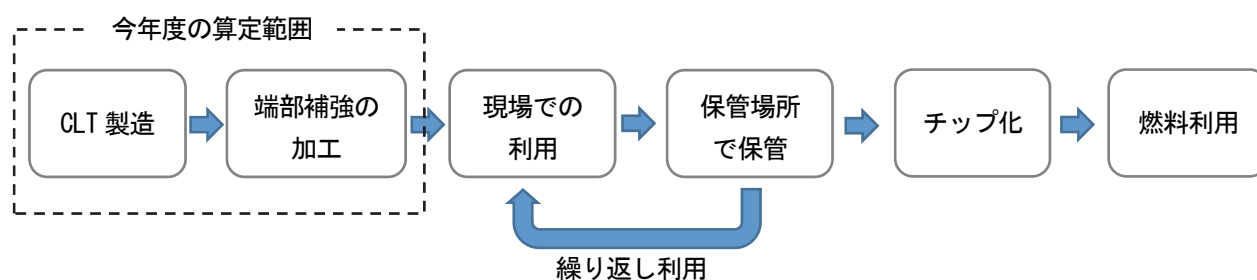 今年度の算定範囲
CLT 製造
端部補強の
加工
現場での
利用
保管場所
で保管
チップ化
燃料利用
繰り返し利用